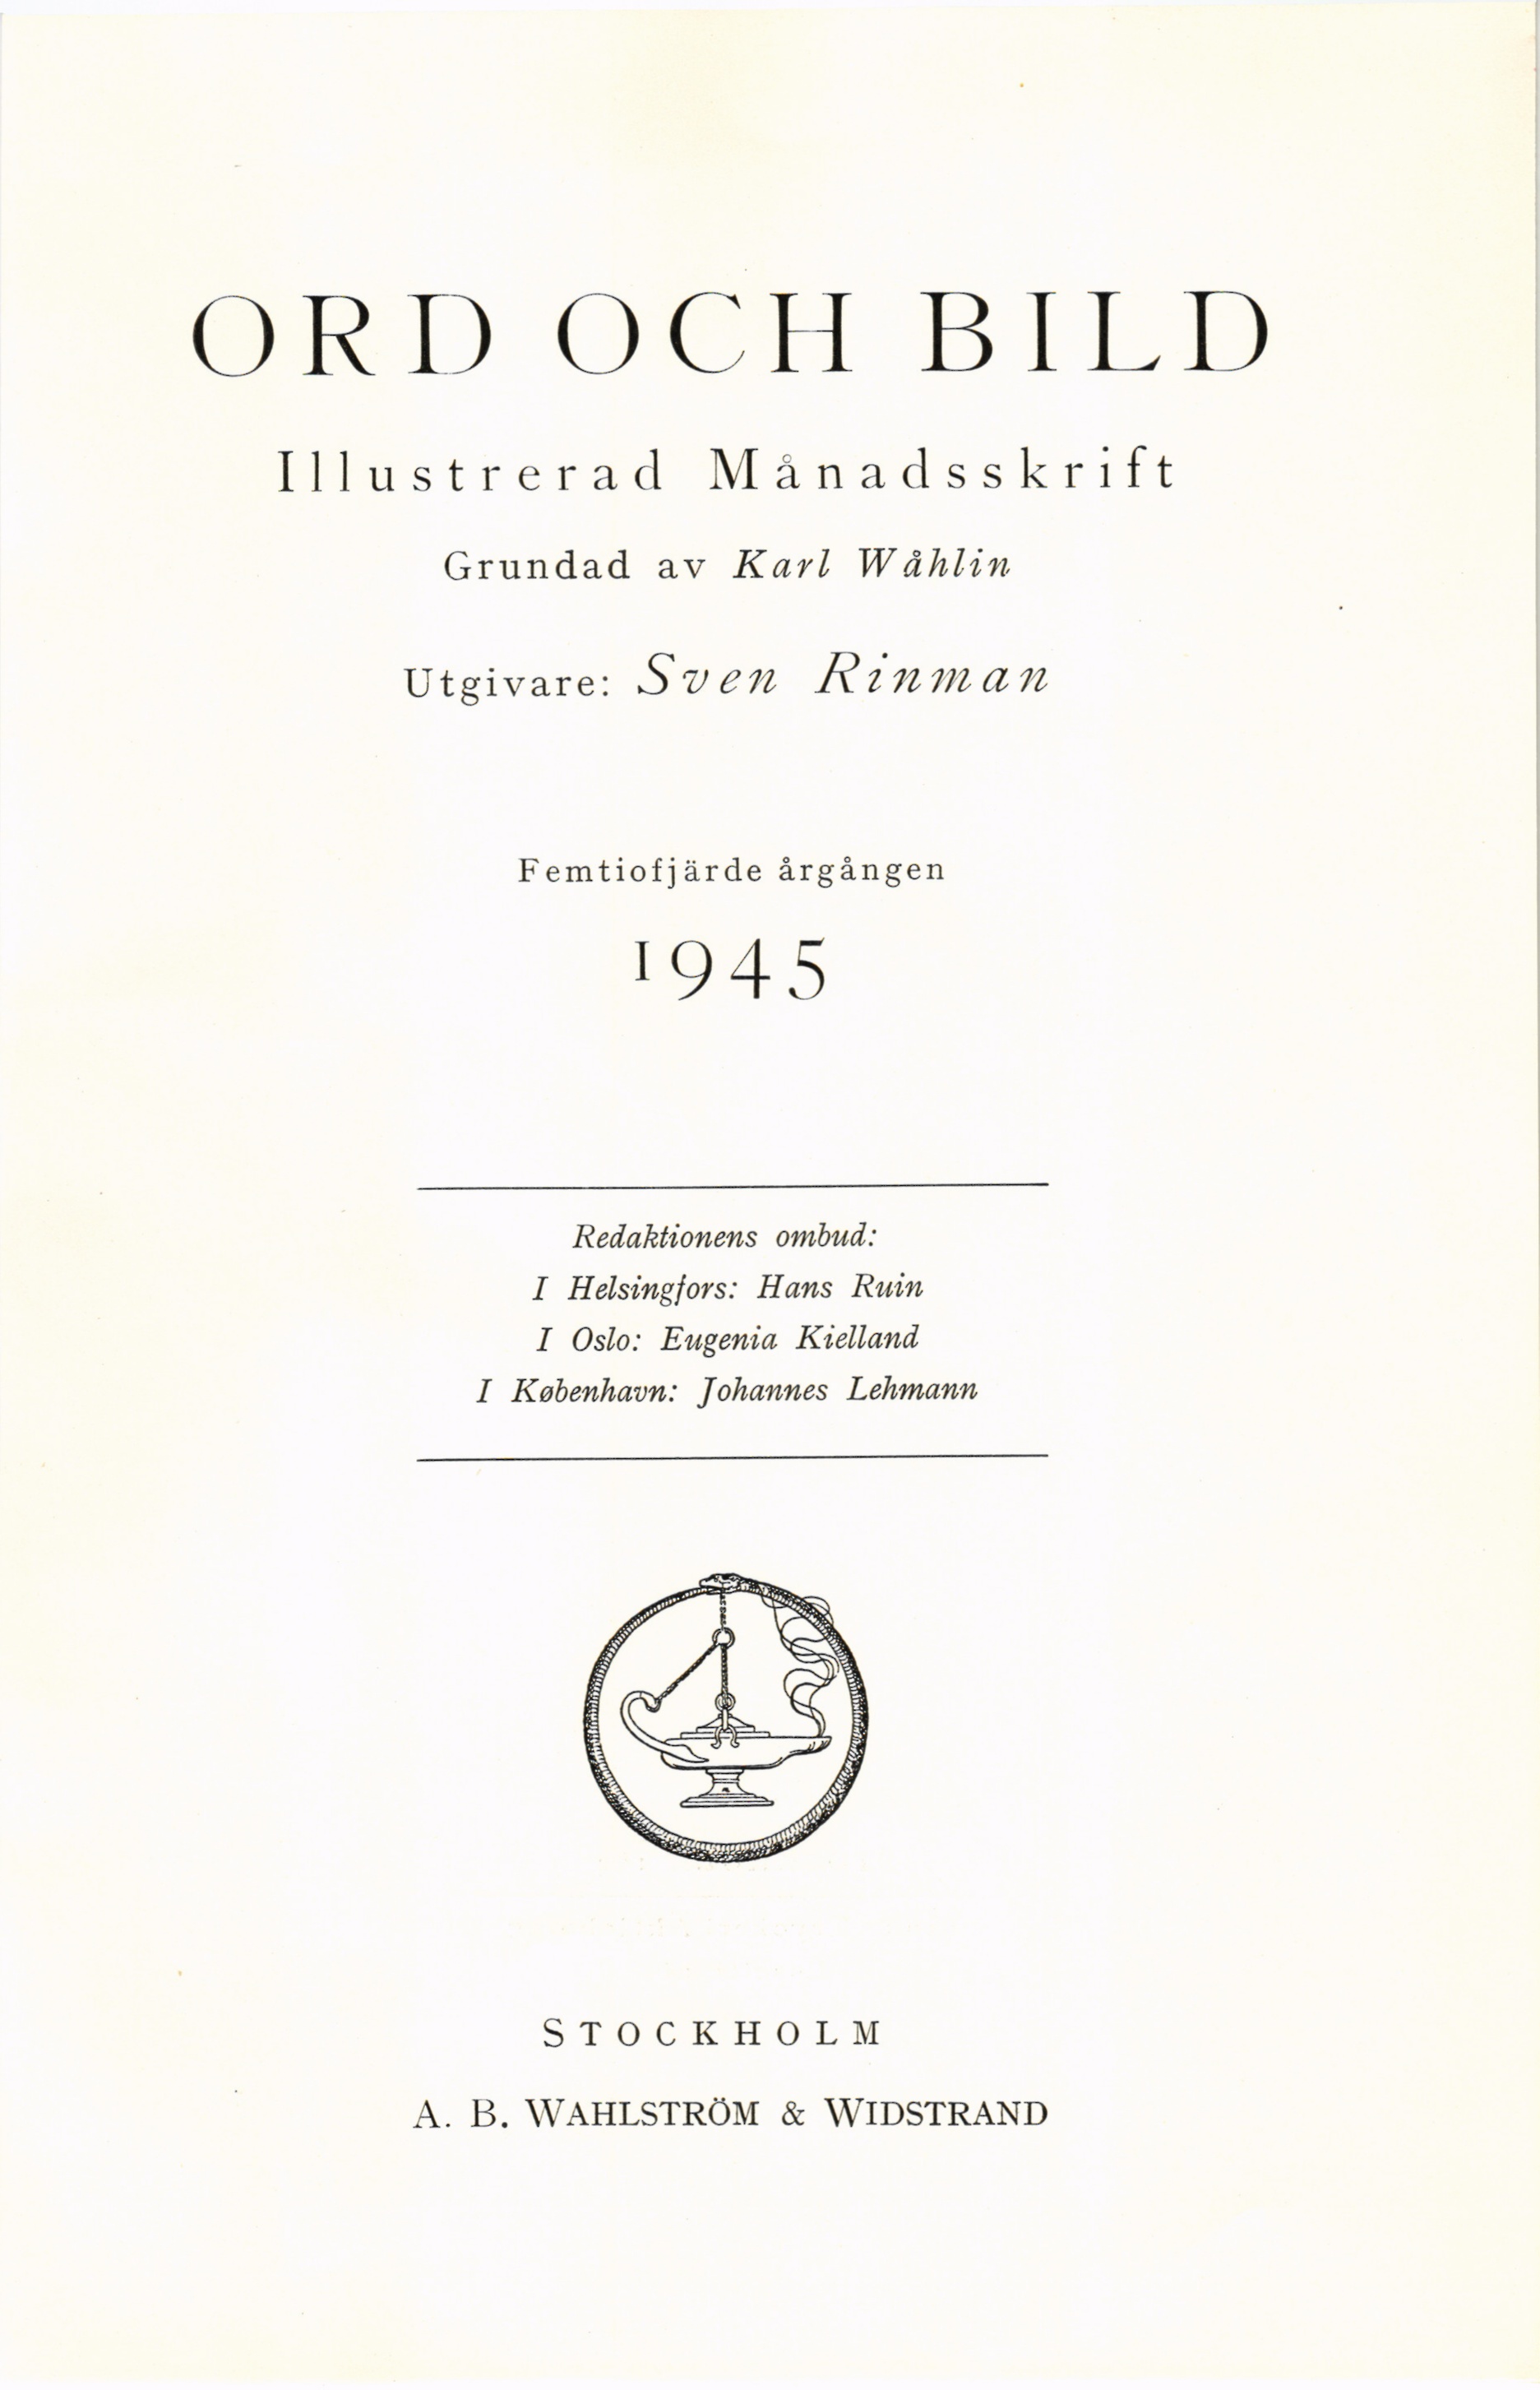 ORD OCH BILD
Illustrerad Månadsskrift
Grundad av Karl Wåhlin
Utgivare: Sven Rinman
Femtiofjärde årgången
1945
Redaktionens ombud:
I Helsingfors: Hans Ruin
I Oslo: Eugenia Kielland
I København: Johannes Lehmann
STOCKHOLM
A. B. WAHLSTRÖM & WIDSTRAND